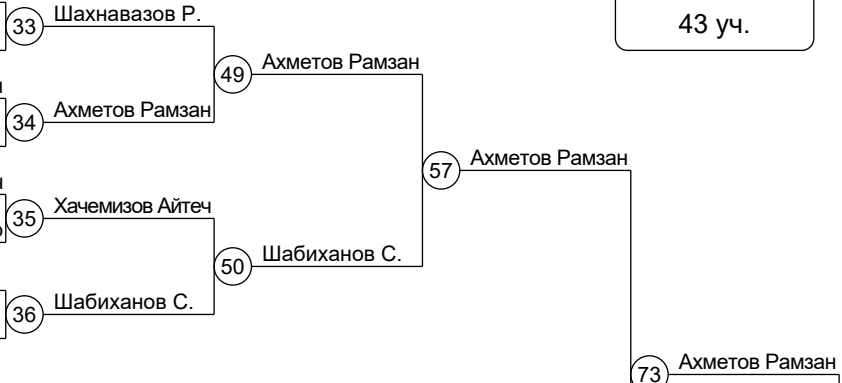 33 Шахнавазов Р.
43 уч.
49 Ахметов Рамзан
34 Ахметов Рамзан
57 Ахметов Рамзан
35 Хачемизов Айтеч
50 Шабиханов С.
36 Шабиханов С.
73 Ахметов Рамзан